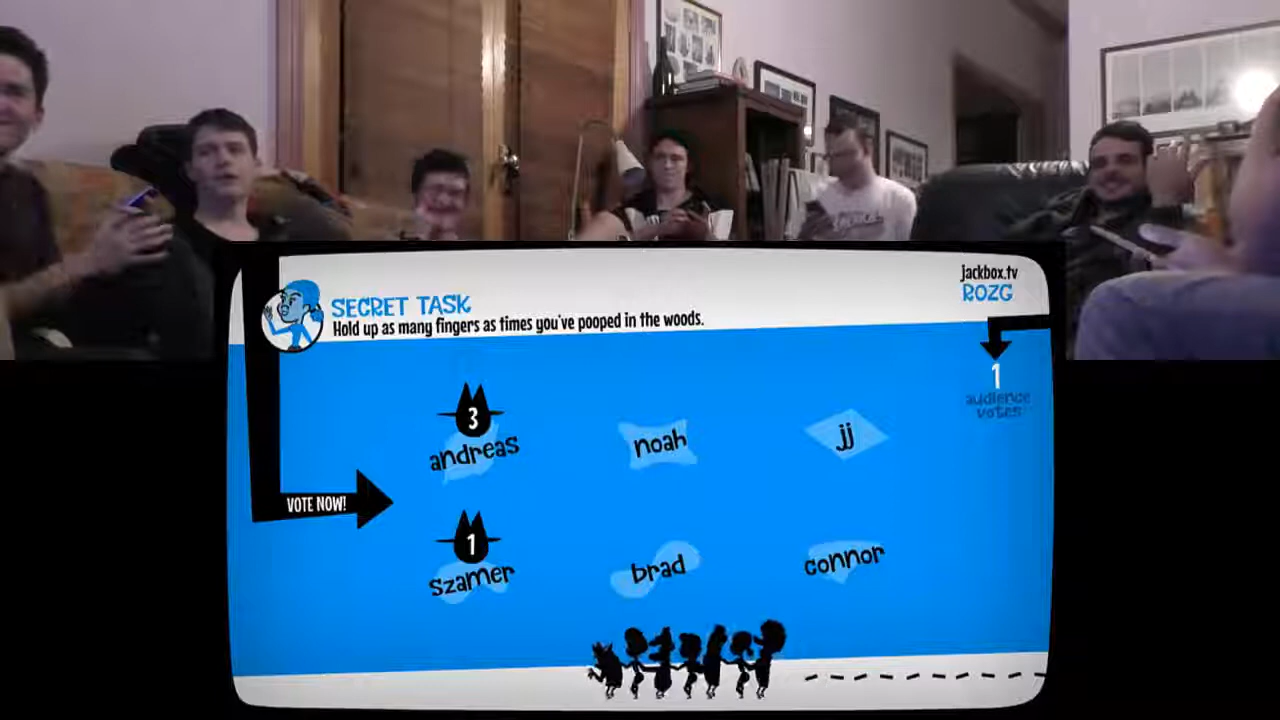 SECRET TASK
Hold up as many fingers as times you've pooped in the woods.
jackbox.tv
ROZG
1
audience
votes
3
andreas
noah
jj
VOTE NOW!
1
szamer
brad
connor